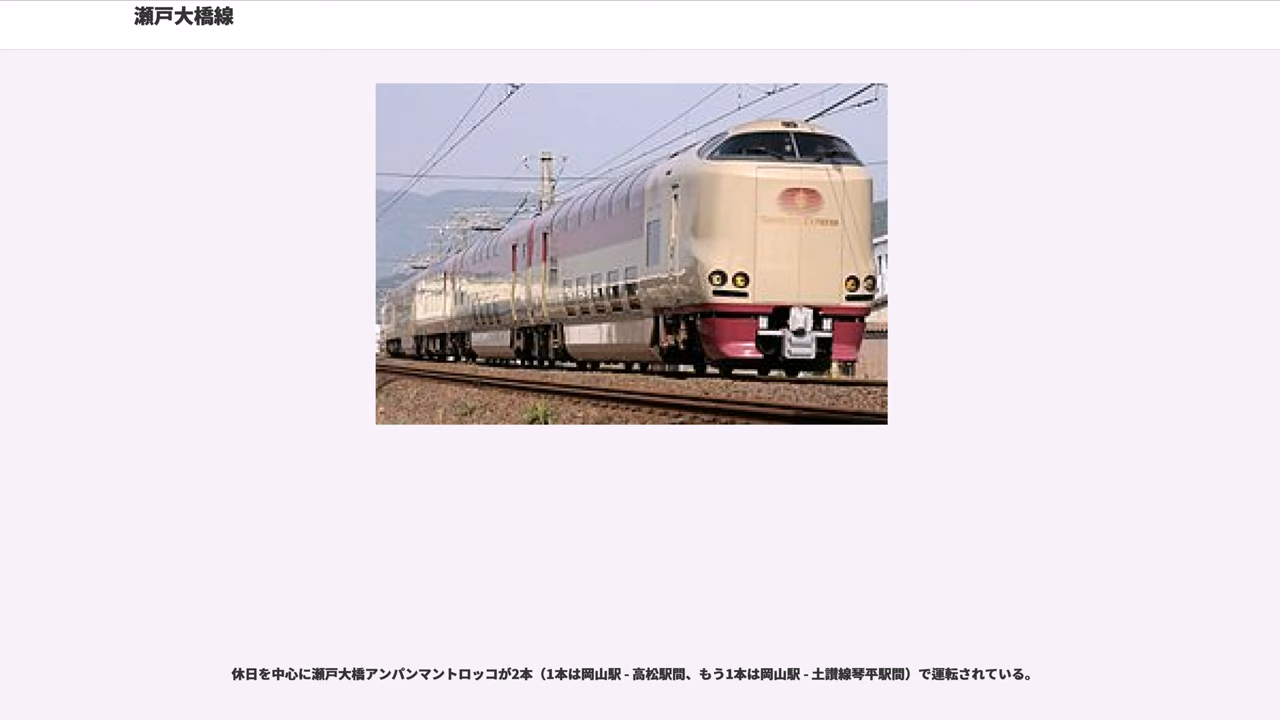 瀬戸大橋線
休日を中心に瀬戸大橋アンパンマントロッコが2本（1本は岡山駅 - 高松駅間、もう1本は岡山駅 - 土讃線琴平駅間）で運転されている。